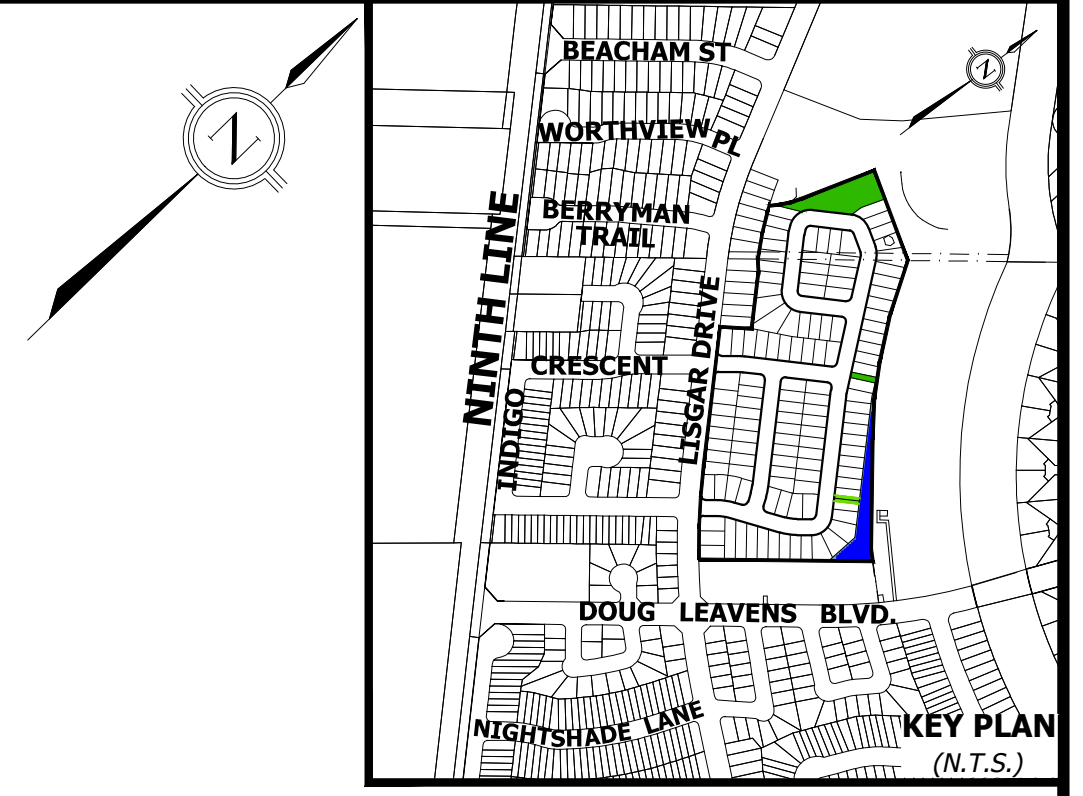 N
N
BEACHAM ST
WORTHVIEW PL
BERRYMAN
TRAIL
NINTH LINE
LISGAR DRIVE
CRESCENT
INDIGO
DOUG LEAVENS BLVD.
NIGHTSHADE LANE
KEY PLAN
(N.T.S.)